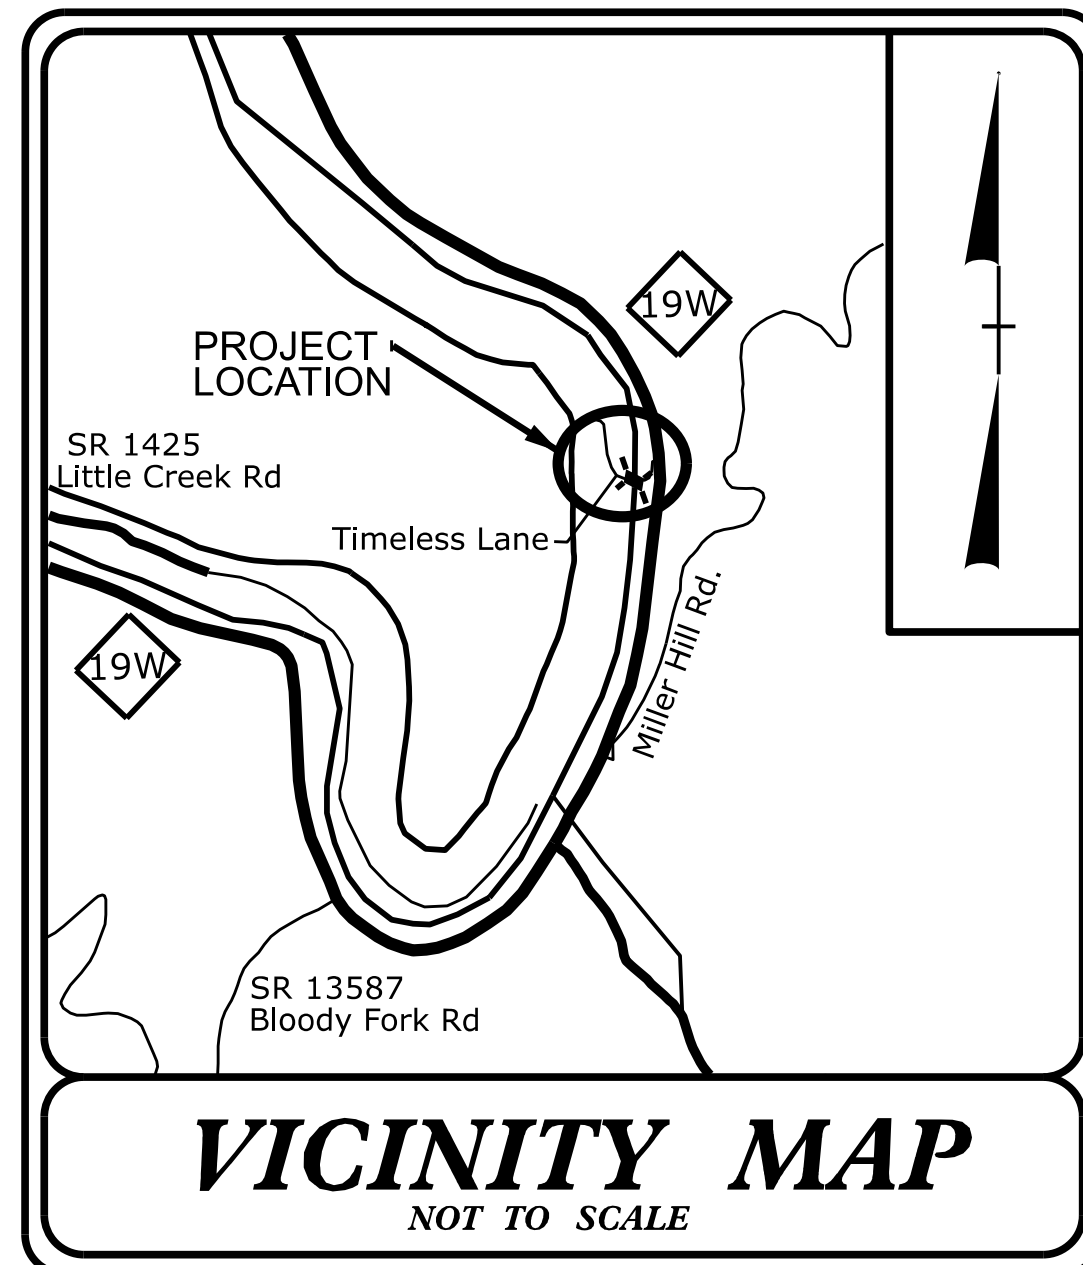 19W
PROJECT
LOCATION
SR 1425
Little Creek Rd
Timeless Lane
Miller Hill Rd.
19W
SR 13587
Bloody Fork Rd
VICINITY MAP
NOT TO SCALE